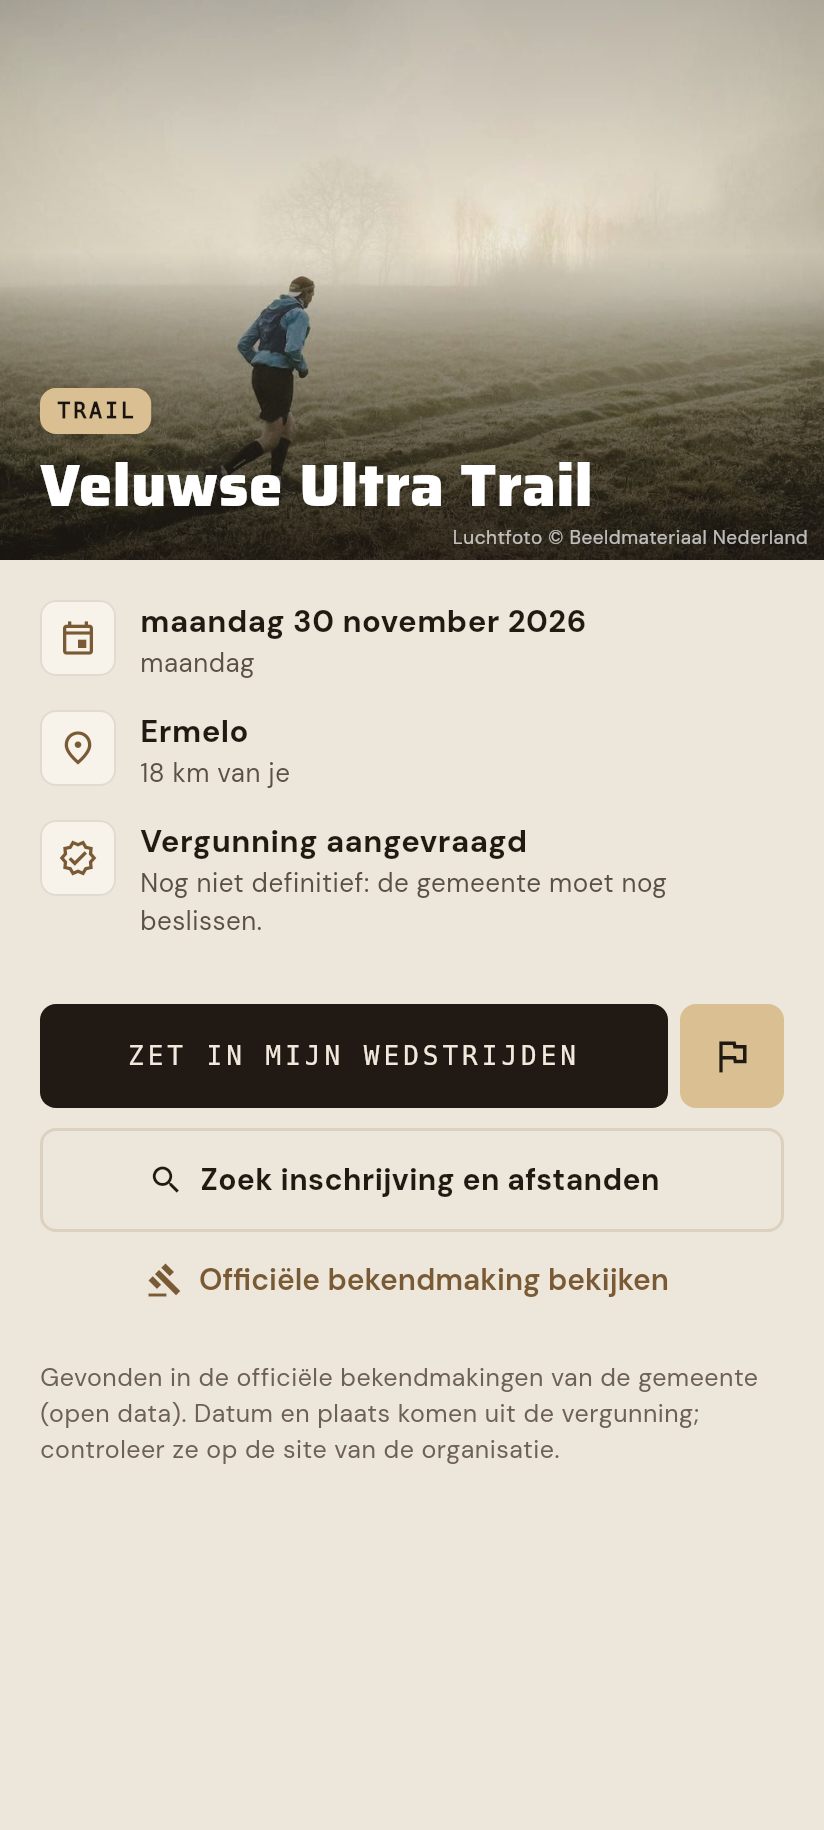 TRAIL
Veluwse Ultra Trail
Luchtfoto © Beeldmateriaal Nederland
maandag 30 november 2026
maandag
Ermelo
18 km van je
Vergunning aangevraagd
Nog niet definitief: de gemeente moet nog
beslissen.
ZET IN MIJN WEDSTRIJDEN
Zoek inschrijving en afstanden
Officiële bekendmaking bekijken
Gevonden in de officiële bekendmakingen van de gemeente
(open data). Datum en plaats komen uit de vergunning;
controleer ze op de site van de organisatie.